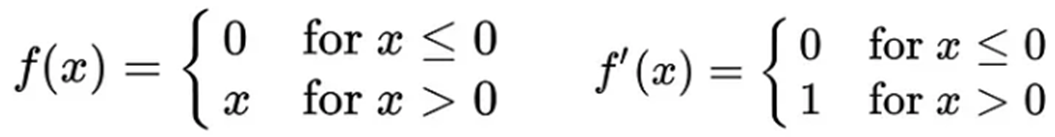 f(x) = { 0 for x ≤ 0
x for x > 0
f′(x) = { 0 for x ≤ 0
1 for x > 0